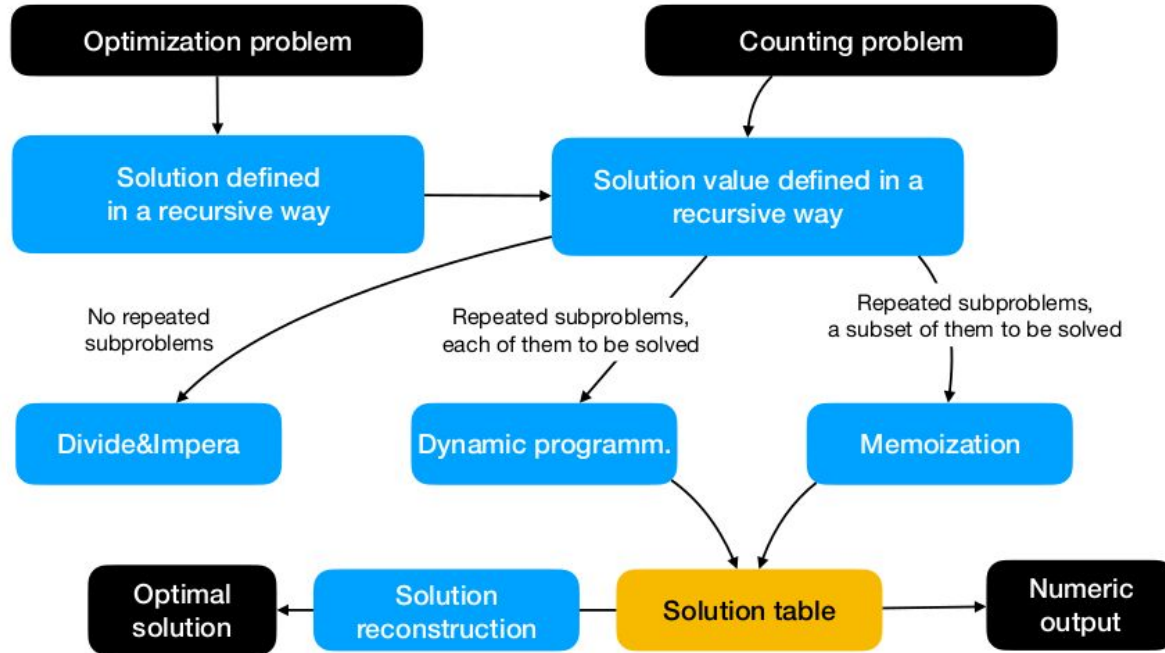 Optimization problem
Counting problem
Solution defined
in a recursive way
Solution value defined in a
recursive way
No repeated
subproblems
Repeated subproblems,
each of them to be solved
Repeated subproblems,
a subset of them to be solved
Divide&Impera
Dynamic programm.
Memoization
Optimal
solution
Solution
reconstruction
Solution table
Numeric
output